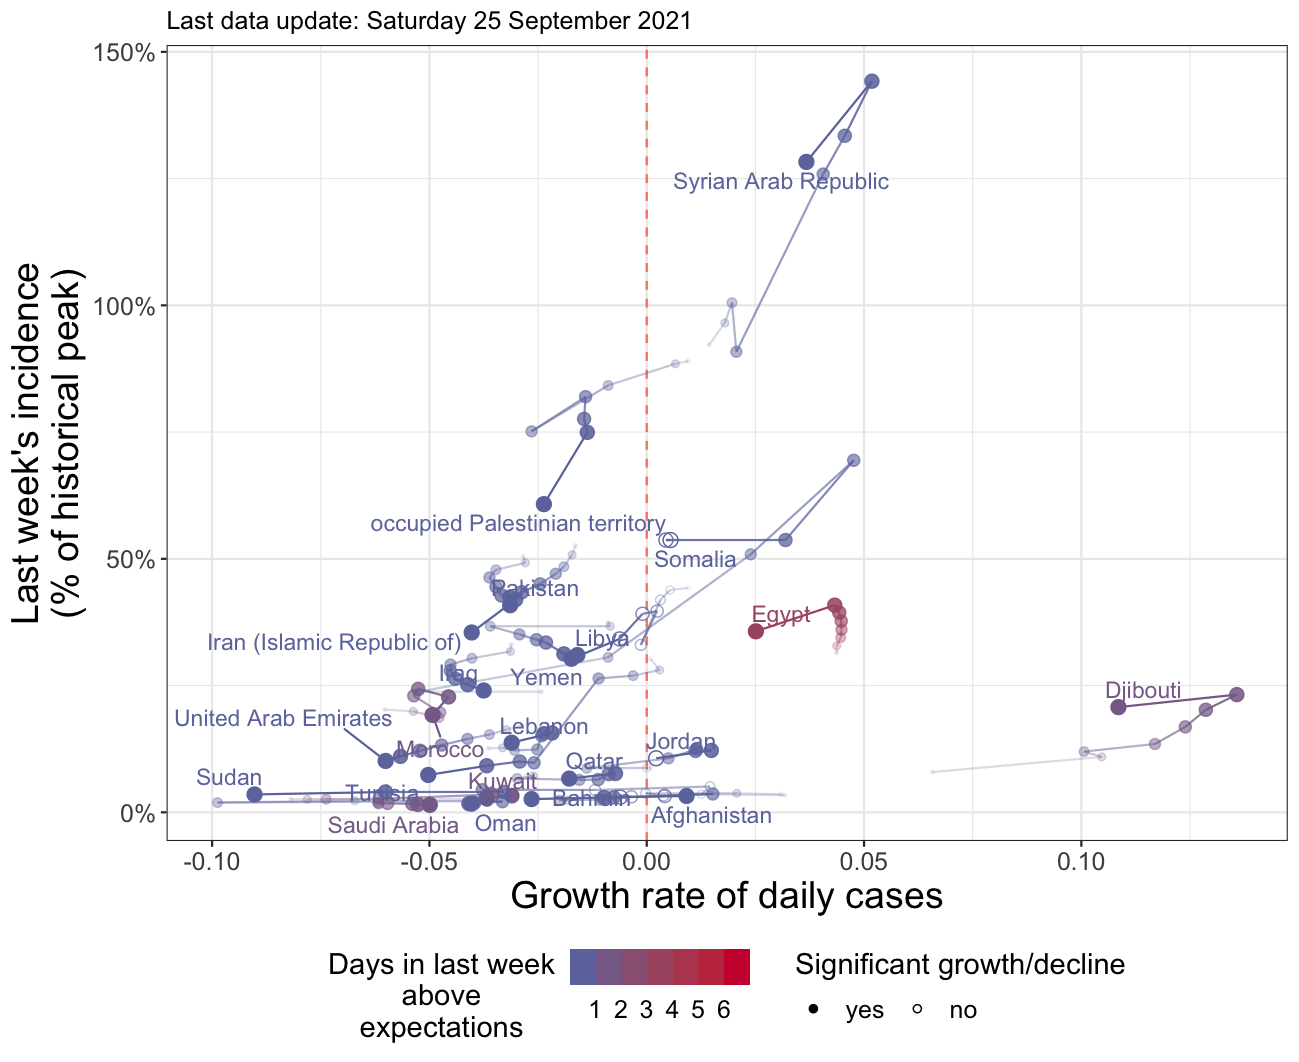 Last data update: Saturday 25 September 2021
150%
100%
50%
0%
Last week's incidence
(% of historical peak)
Syrian Arab Republic
occupied Palestinian territory
Somalia
Pakistan
Egypt
Iran (Islamic Republic of)
Libya
Iraq
Yemen
Djibouti
United Arab Emirates
Lebanon
Morocco
Jordan
Qatar
Sudan
Kuwait
Tunisia
Bahrain
Saudi Arabia
Oman
Afghanistan
-0.10
-0.05
0.00
0.05
0.10
Growth rate of daily cases
Days in last week
above
expectations
1 2 3 4 5 6
Significant growth/decline
yes
no